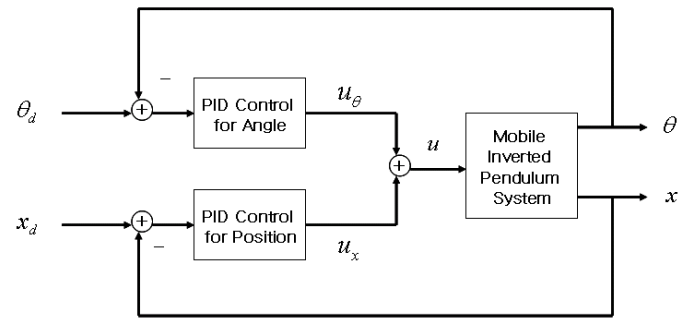 −
θ_d
+
PID Control
for Angle
u_θ
+
u
Mobile
Inverted
Pendulum
System
θ
x
x_d
+
−
PID Control
for Position
u_x